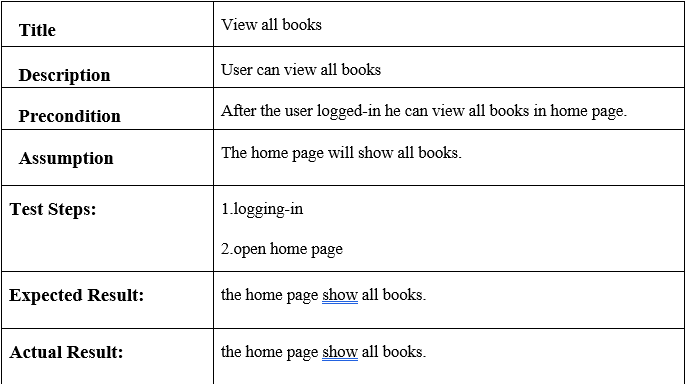 Title View all books
Description User can view all books
Precondition After the user logged-in he can view all books in home page.
Assumption The home page will show all books.
Test Steps: 1.logging-in
2.open home page
Expected Result: the home page show all books.
Actual Result: the home page show all books.